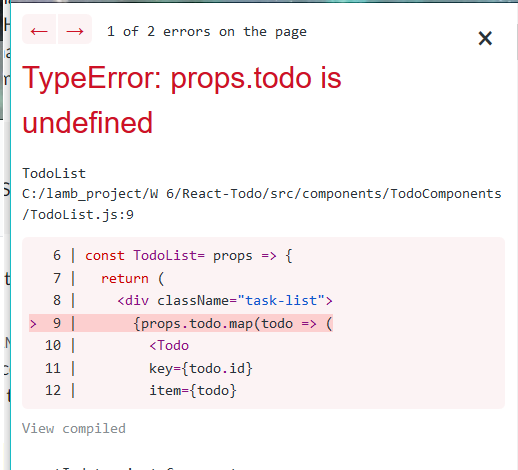 ← → 1 of 2 errors on the page ×
TypeError: props.todo is
undefined
TodoList
C:/lamb_project/W 6/React-Todo/src/components/TodoComponents
/TodoList.js:9
6 | const TodoList= props => {
7 | return (
8 | <div className="task-list">
> 9 | {props.todo.map(todo => (
10 | <Todo
11 | key={todo.id}
12 | item={todo}
View compiled